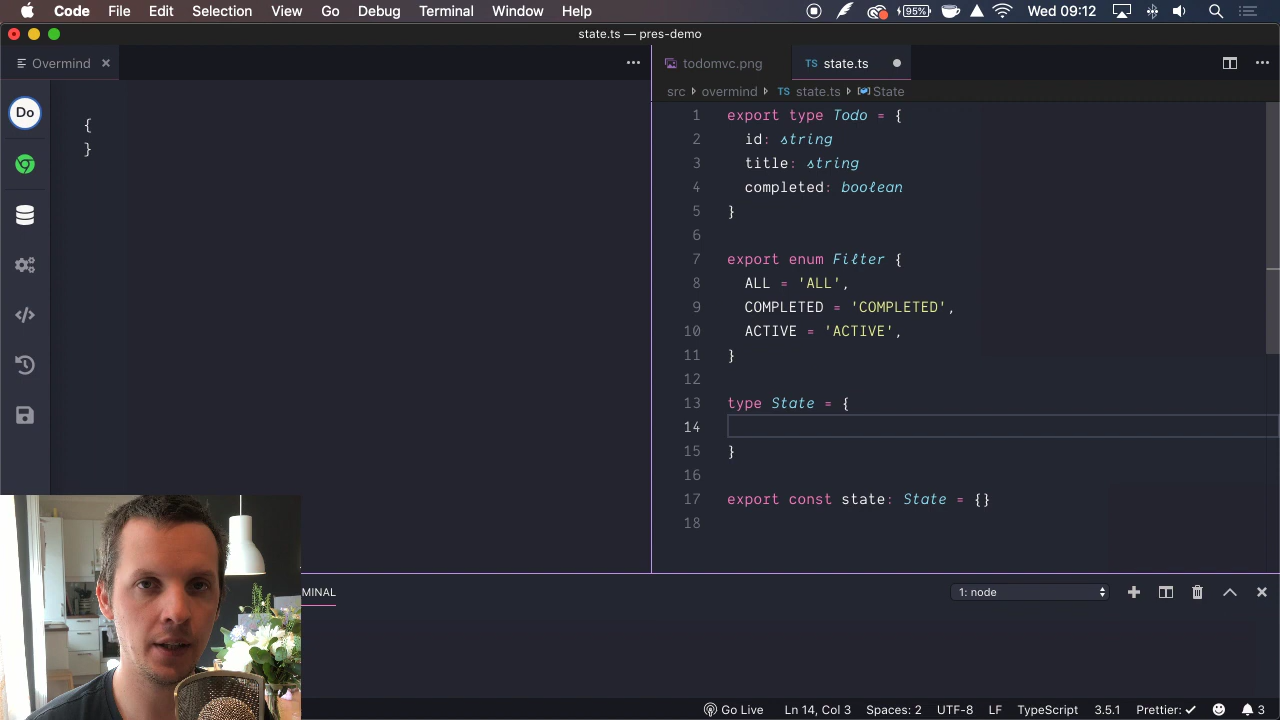 Code File Edit Selection View Go Debug Terminal Window Help 95% Wed 09:12
state.ts — pres-demo
Overmind
todomvc.png
TS state.ts
src overmind TS state.ts State
Do
{
}
1 export type Todo = {
2 id: string
3 title: string
4 completed: boolean
5 }
6
7 export enum Filter {
8 ALL = 'ALL',
9 COMPLETED = 'COMPLETED',
10 ACTIVE = 'ACTIVE',
11 }
12
13 type State = {
14
15 }
16
17 export const state: State = {}
18
MINAL
1: node
Go Live Ln 14, Col 3 Spaces: 2 UTF-8 LF TypeScript 3.5.1 Prettier: ✓ 3